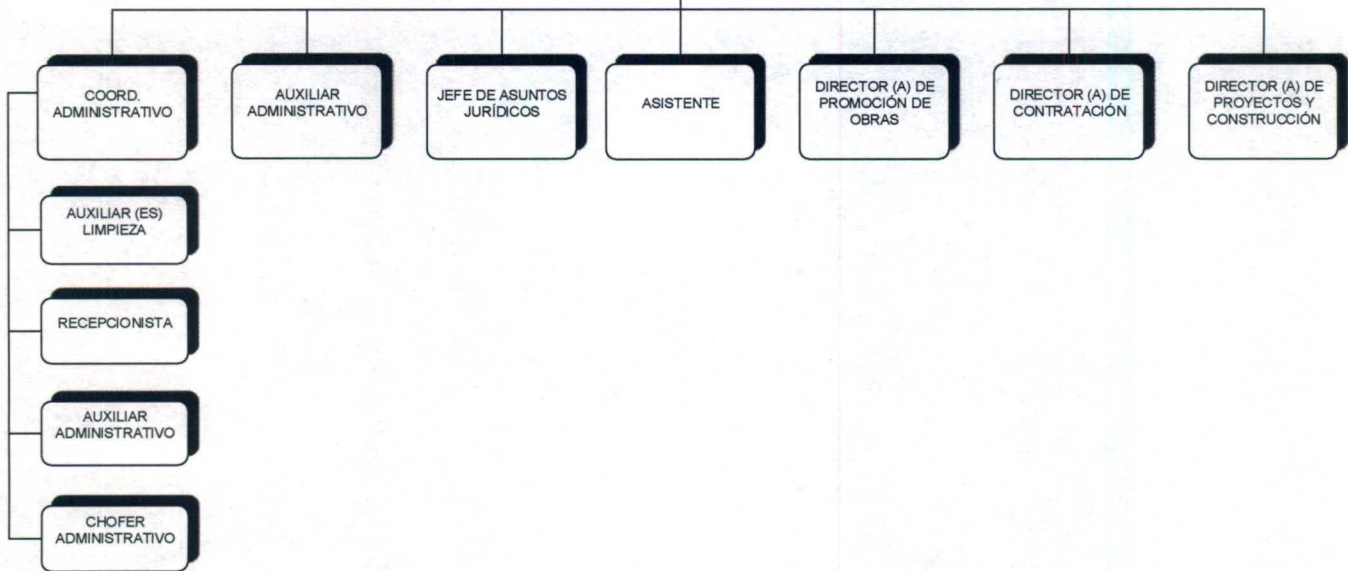 COORD.
ADMINISTRATIVO
AUXILIAR
ADMINISTRATIVO
JEFE DE ASUNTOS
JURÍDICOS
ASISTENTE
DIRECTOR (A) DE
PROMOCIÓN DE
OBRAS
DIRECTOR (A) DE
CONTRATACIÓN
DIRECTOR (A) DE
PROYECTOS Y
CONSTRUCCIÓN
AUXILIAR (ES)
LIMPIEZA
RECEPCIONISTA
AUXILIAR
ADMINISTRATIVO
CHOFER
ADMINISTRATIVO